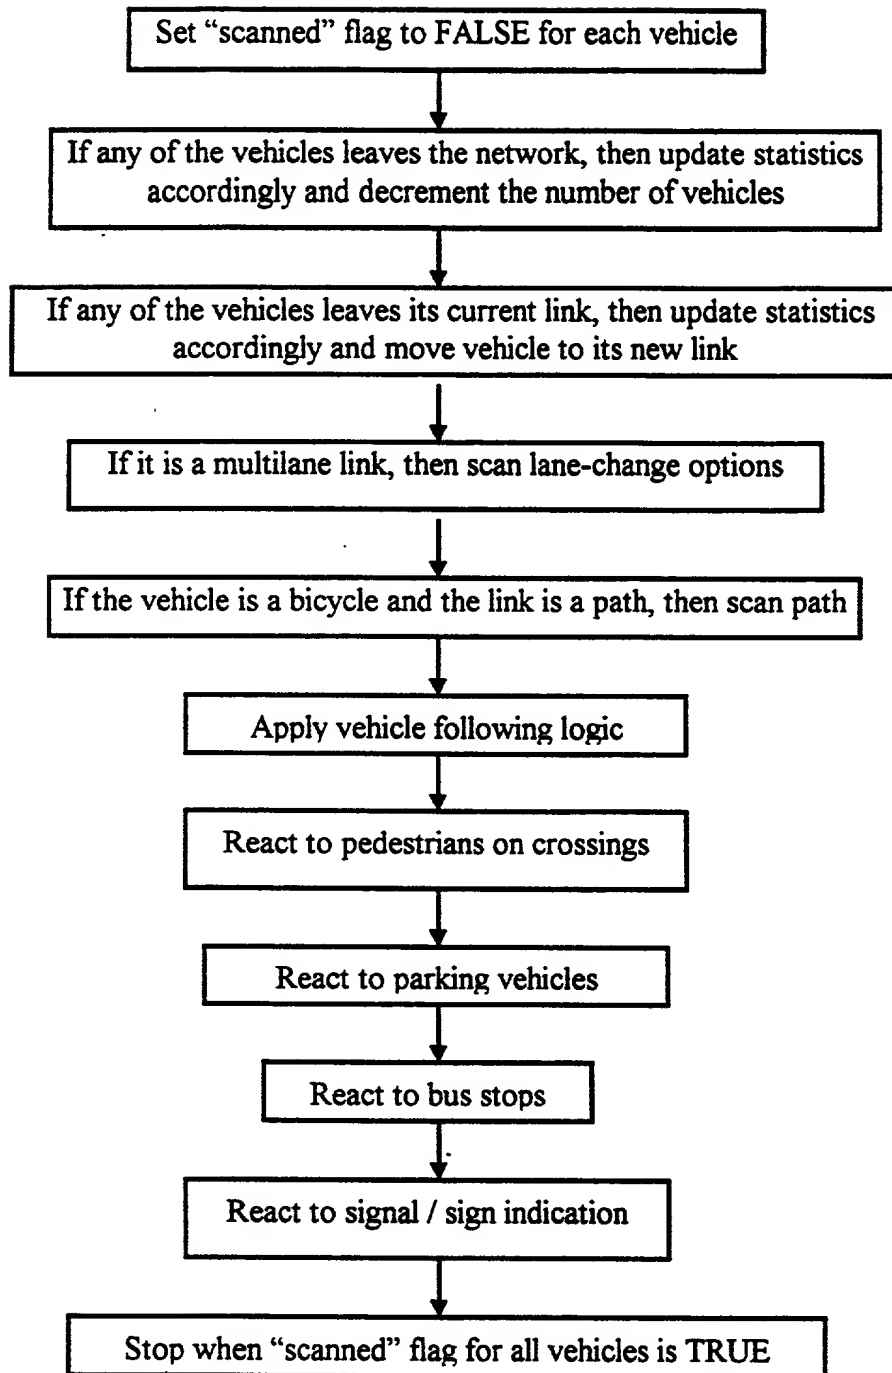 Set “scanned” flag to FALSE for each vehicle
If any of the vehicles leaves the network, then update statistics
accordingly and decrement the number of vehicles
If any of the vehicles leaves its current link, then update statistics
accordingly and move vehicle to its new link
If it is a multilane link, then scan lane-change options
If the vehicle is a bicycle and the link is a path, then scan path
Apply vehicle following logic
React to pedestrians on crossings
React to parking vehicles
React to bus stops
React to signal / sign indication
Stop when “scanned” flag for all vehicles is TRUE